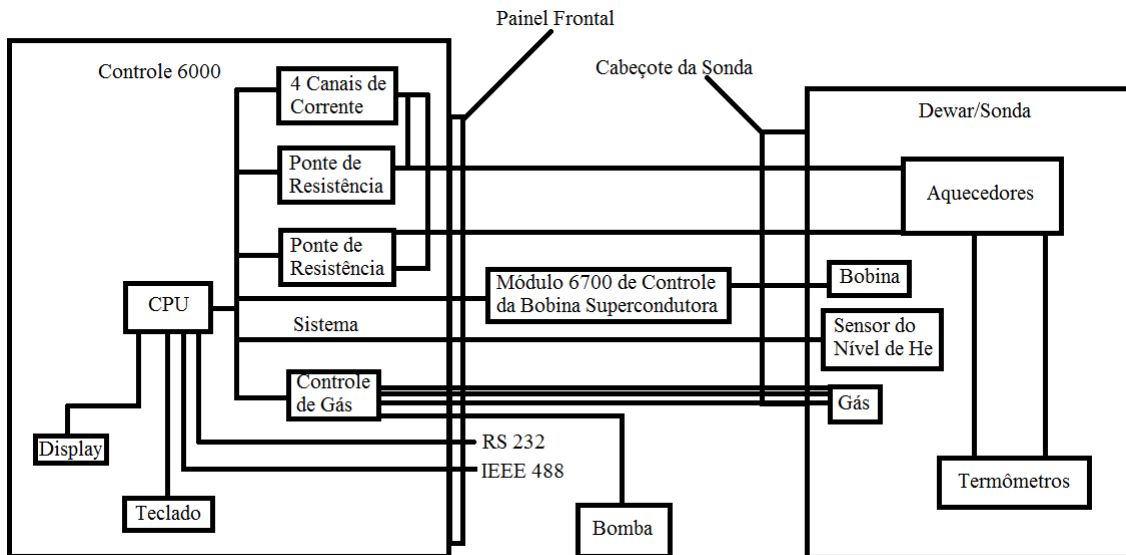 Painel Frontal
Controle 6000
4 Canais de
Corrente
Cabeçote da Sonda
Dewar/Sonda
Ponte de
Resistência
Aquecedores
Ponte de
Resistência
Módulo 6700 de Controle
da Bobina Supercondutora
Bobina
CPU
Sistema
Sensor do
Nível de He
Controle
de Gás
Gás
Display
RS 232
IEEE 488
Termômetros
Teclado
Bomba